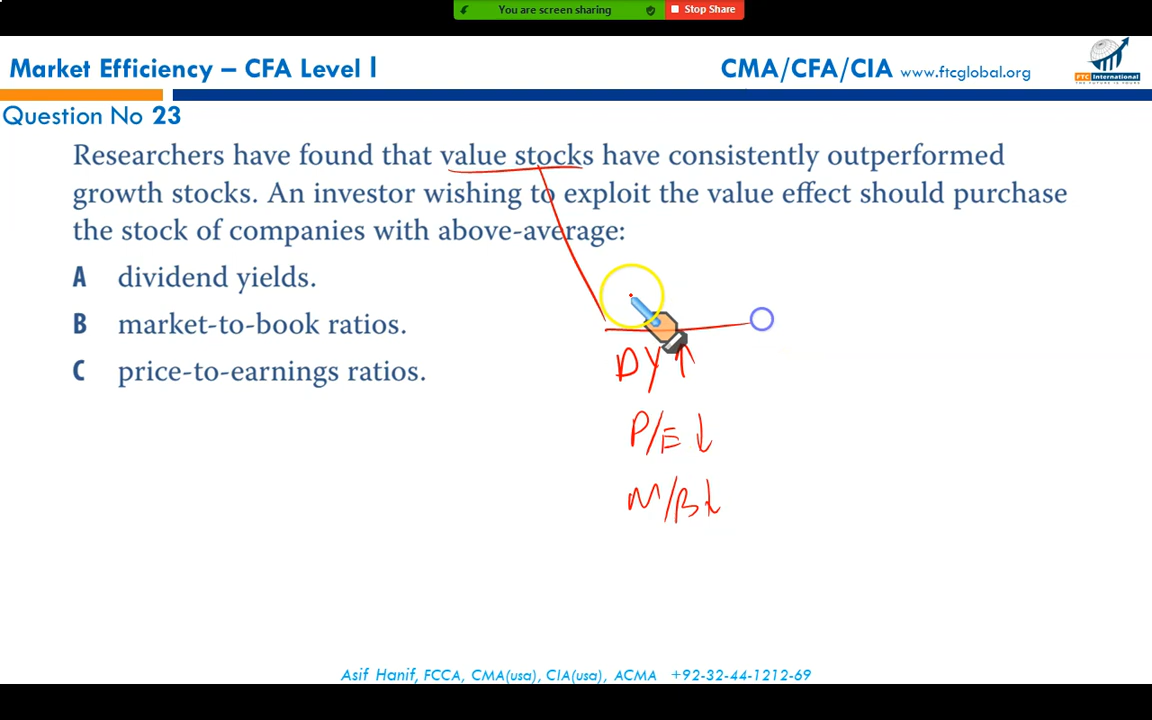 You are screen sharing
Stop Share
Market Efficiency – CFA Level I
CMA/CFA/CIA www.ftcglobal.org
FTC International
Question No 23
Researchers have found that value stocks have consistently outperformed
growth stocks. An investor wishing to exploit the value effect should purchase
the stock of companies with above-average:
A dividend yields.
B market-to-book ratios.
C price-to-earnings ratios.
DY↑
P/E↓
M/B↓
Asif Hanif, FCCA, CMA(usa), CIA(usa), ACMA +92-32-44-1212-69